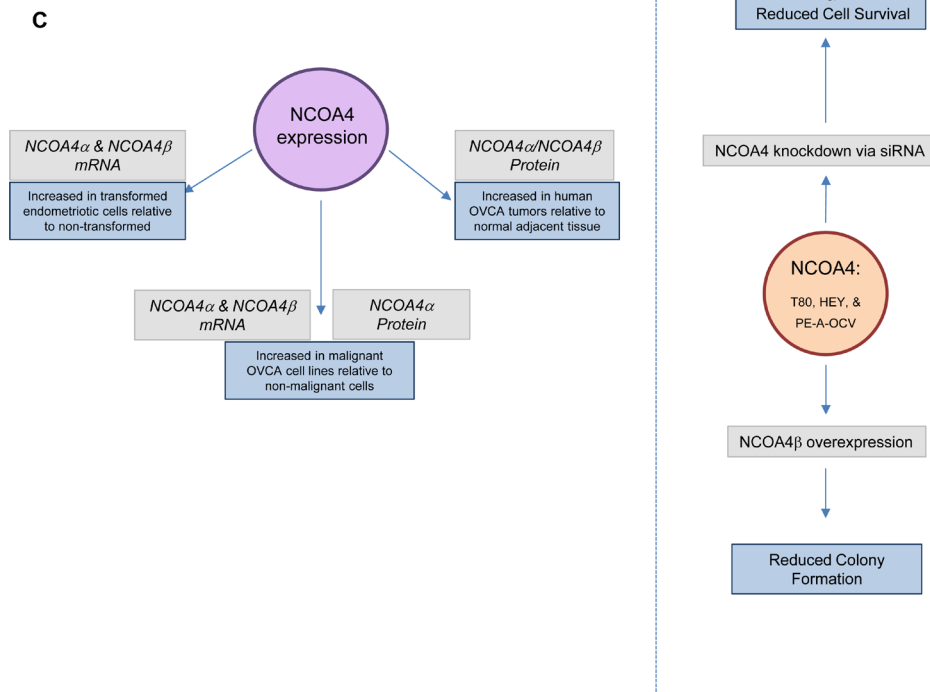 C
NCOA4
expression
NCOA4α & NCOA4β
mRNA
Increased in transformed
endometriotic cells relative
to non-transformed
NCOA4α/NCOA4β
Protein
Increased in human
OVCA tumors relative to
normal adjacent tissue
NCOA4α & NCOA4β
mRNA
NCOA4α
Protein
Increased in malignant
OVCA cell lines relative to
non-malignant cells
Reduced Cell Survival
NCOA4 knockdown via siRNA
NCOA4:
T80, HEY, &
PE-A-OCV
NCOA4β overexpression
Reduced Colony
Formation